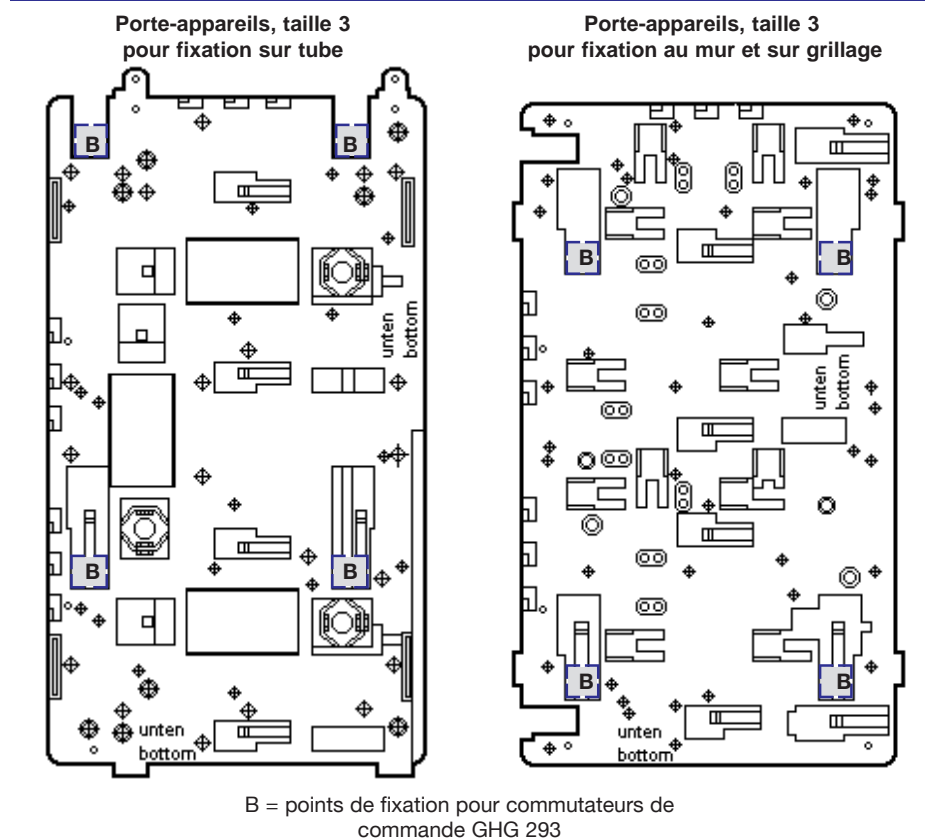 Porte-appareils, taille 3
pour fixation sur tube
Porte-appareils, taille 3
pour fixation au mur et sur grillage
B
B
B
B
unten
bottom
unten
bottom
B
B
B
B
unten
bottom
unten
bottom
B = points de fixation pour commutateurs de
commande GHG 293